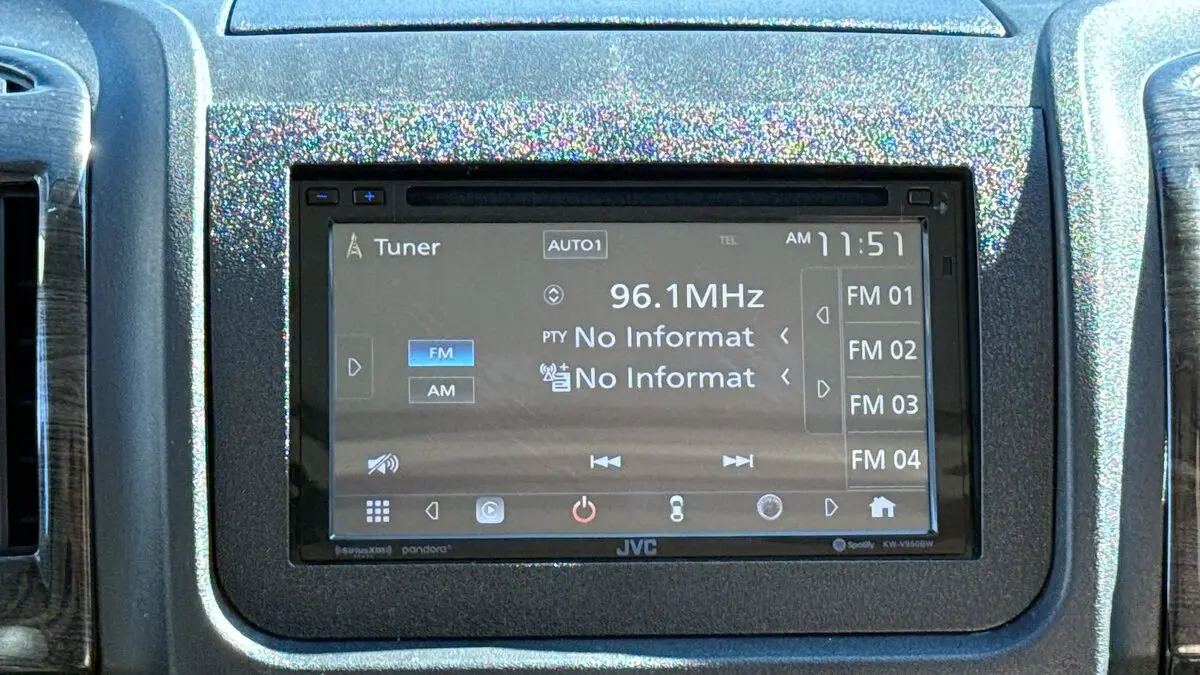 − +
Tuner AUTO1 TEL AM 11:51
96.1MHz FM 01
PTY No Informat
FM FM 02
No Informat
AM
FM 03
FM 04
((siriusxm)) pandora® JVC Spotify KW-V950BW